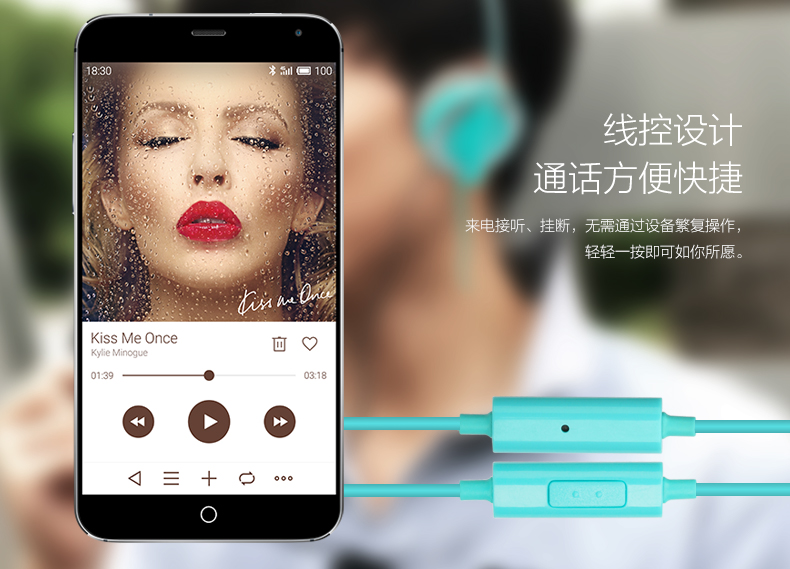 18:30
4G
100
Kiss me Once
Kiss Me Once
Kylie Minogue
01:39
03:18
线控设计
通话方便快捷
来电接听、挂断，无需通过设备繁复操作，
轻轻一按即可如你所愿。